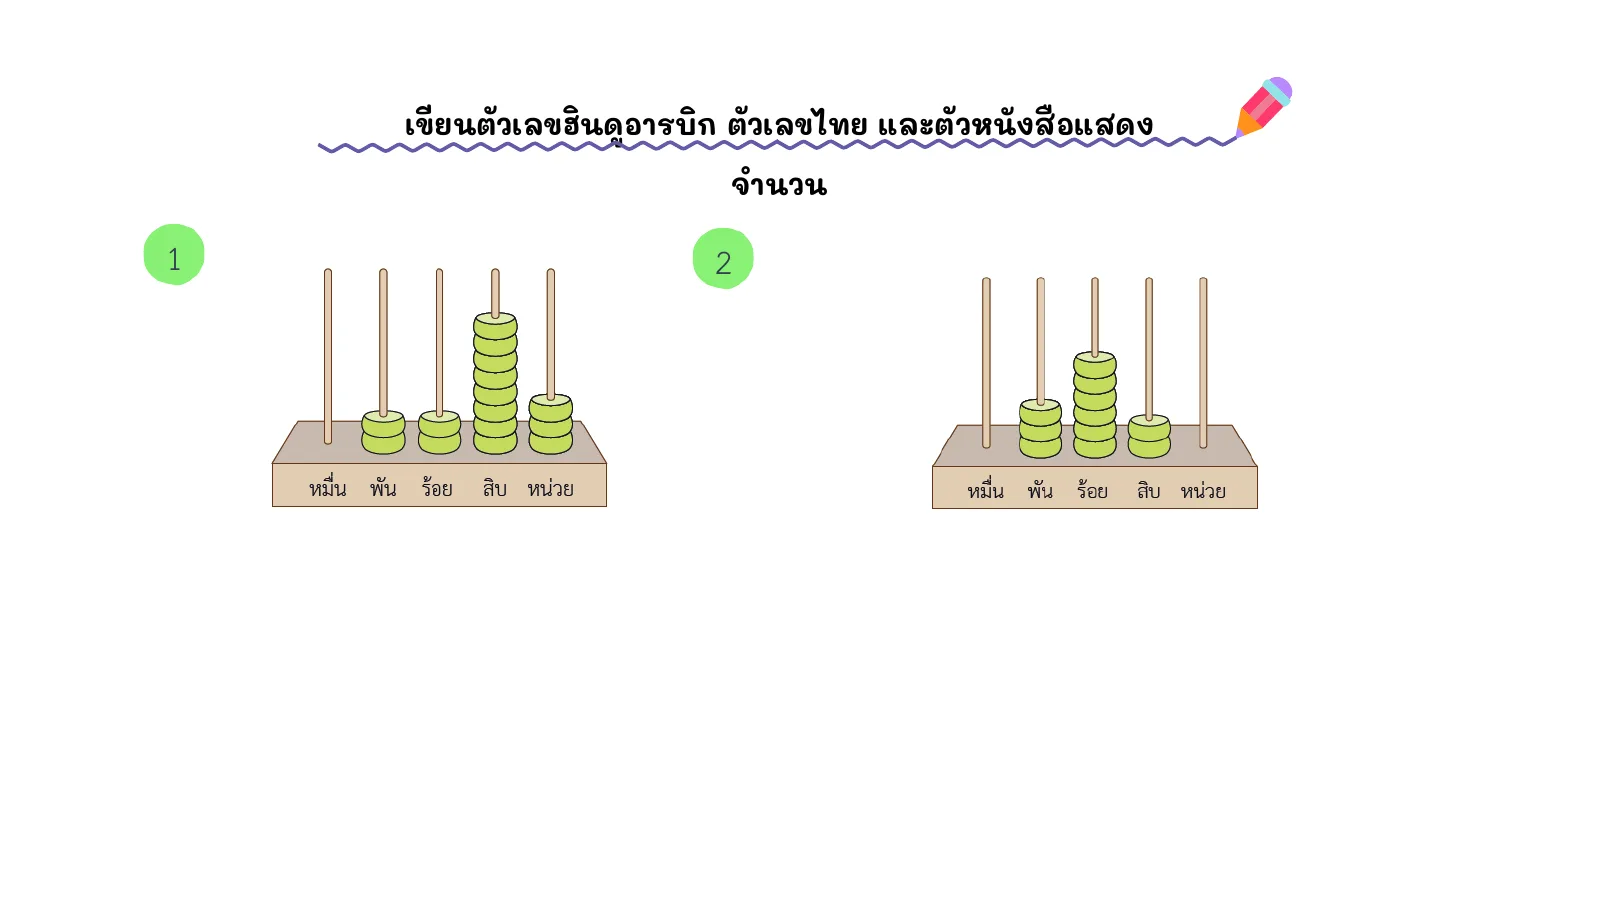 เขียนตัวเลขฮินดูอารบิก ตัวเลขไทย และตัวหนังสือแสดง
จำนวน
1
2
หมื่น พัน ร้อย สิบ หน่วย
หมื่น พัน ร้อย สิบ หน่วย